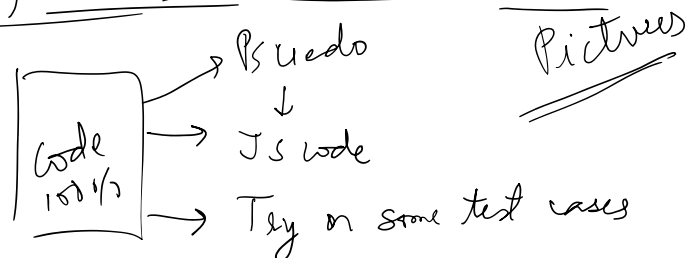 Psuedo
Pictures
JS code
Code
100%
Try on some test cases